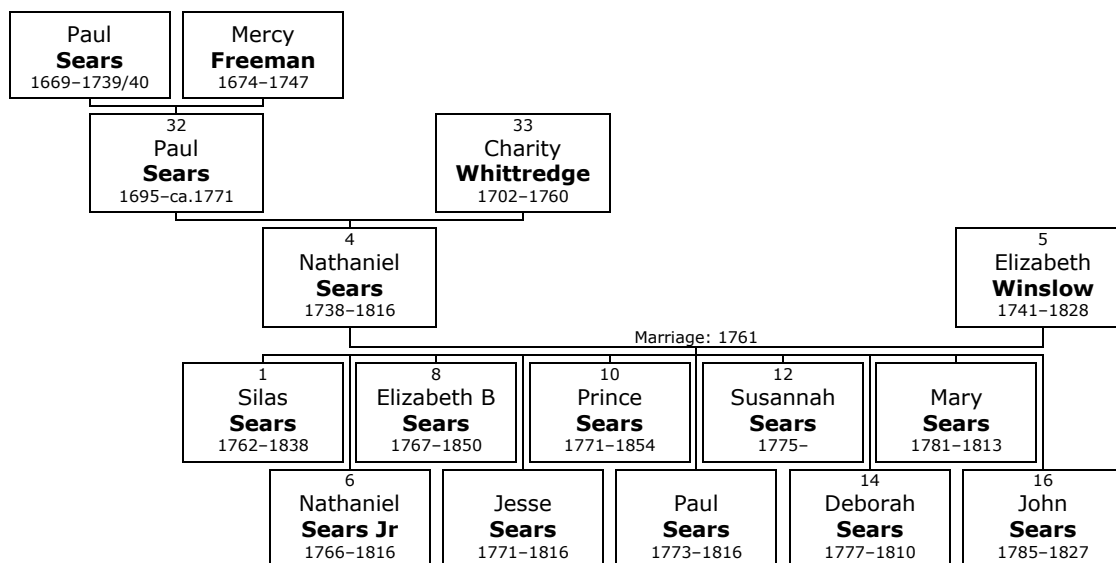 Paul
Sears
1669–1739/40
Mercy
Freeman
1674–1747
32
Paul
Sears
1695–ca.1771
33
Charity
Whittredge
1702–1760
4
Nathaniel
Sears
1738–1816
5
Elizabeth
Winslow
1741–1828
Marriage: 1761
1
Silas
Sears
1762–1838
8
Elizabeth B
Sears
1767–1850
10
Prince
Sears
1771–1854
12
Susannah
Sears
1775–
Mary
Sears
1781–1813
6
Nathaniel
Sears Jr
1766–1816
Jesse
Sears
1771–1816
Paul
Sears
1773–1816
14
Deborah
Sears
1777–1810
16
John
Sears
1785–1827